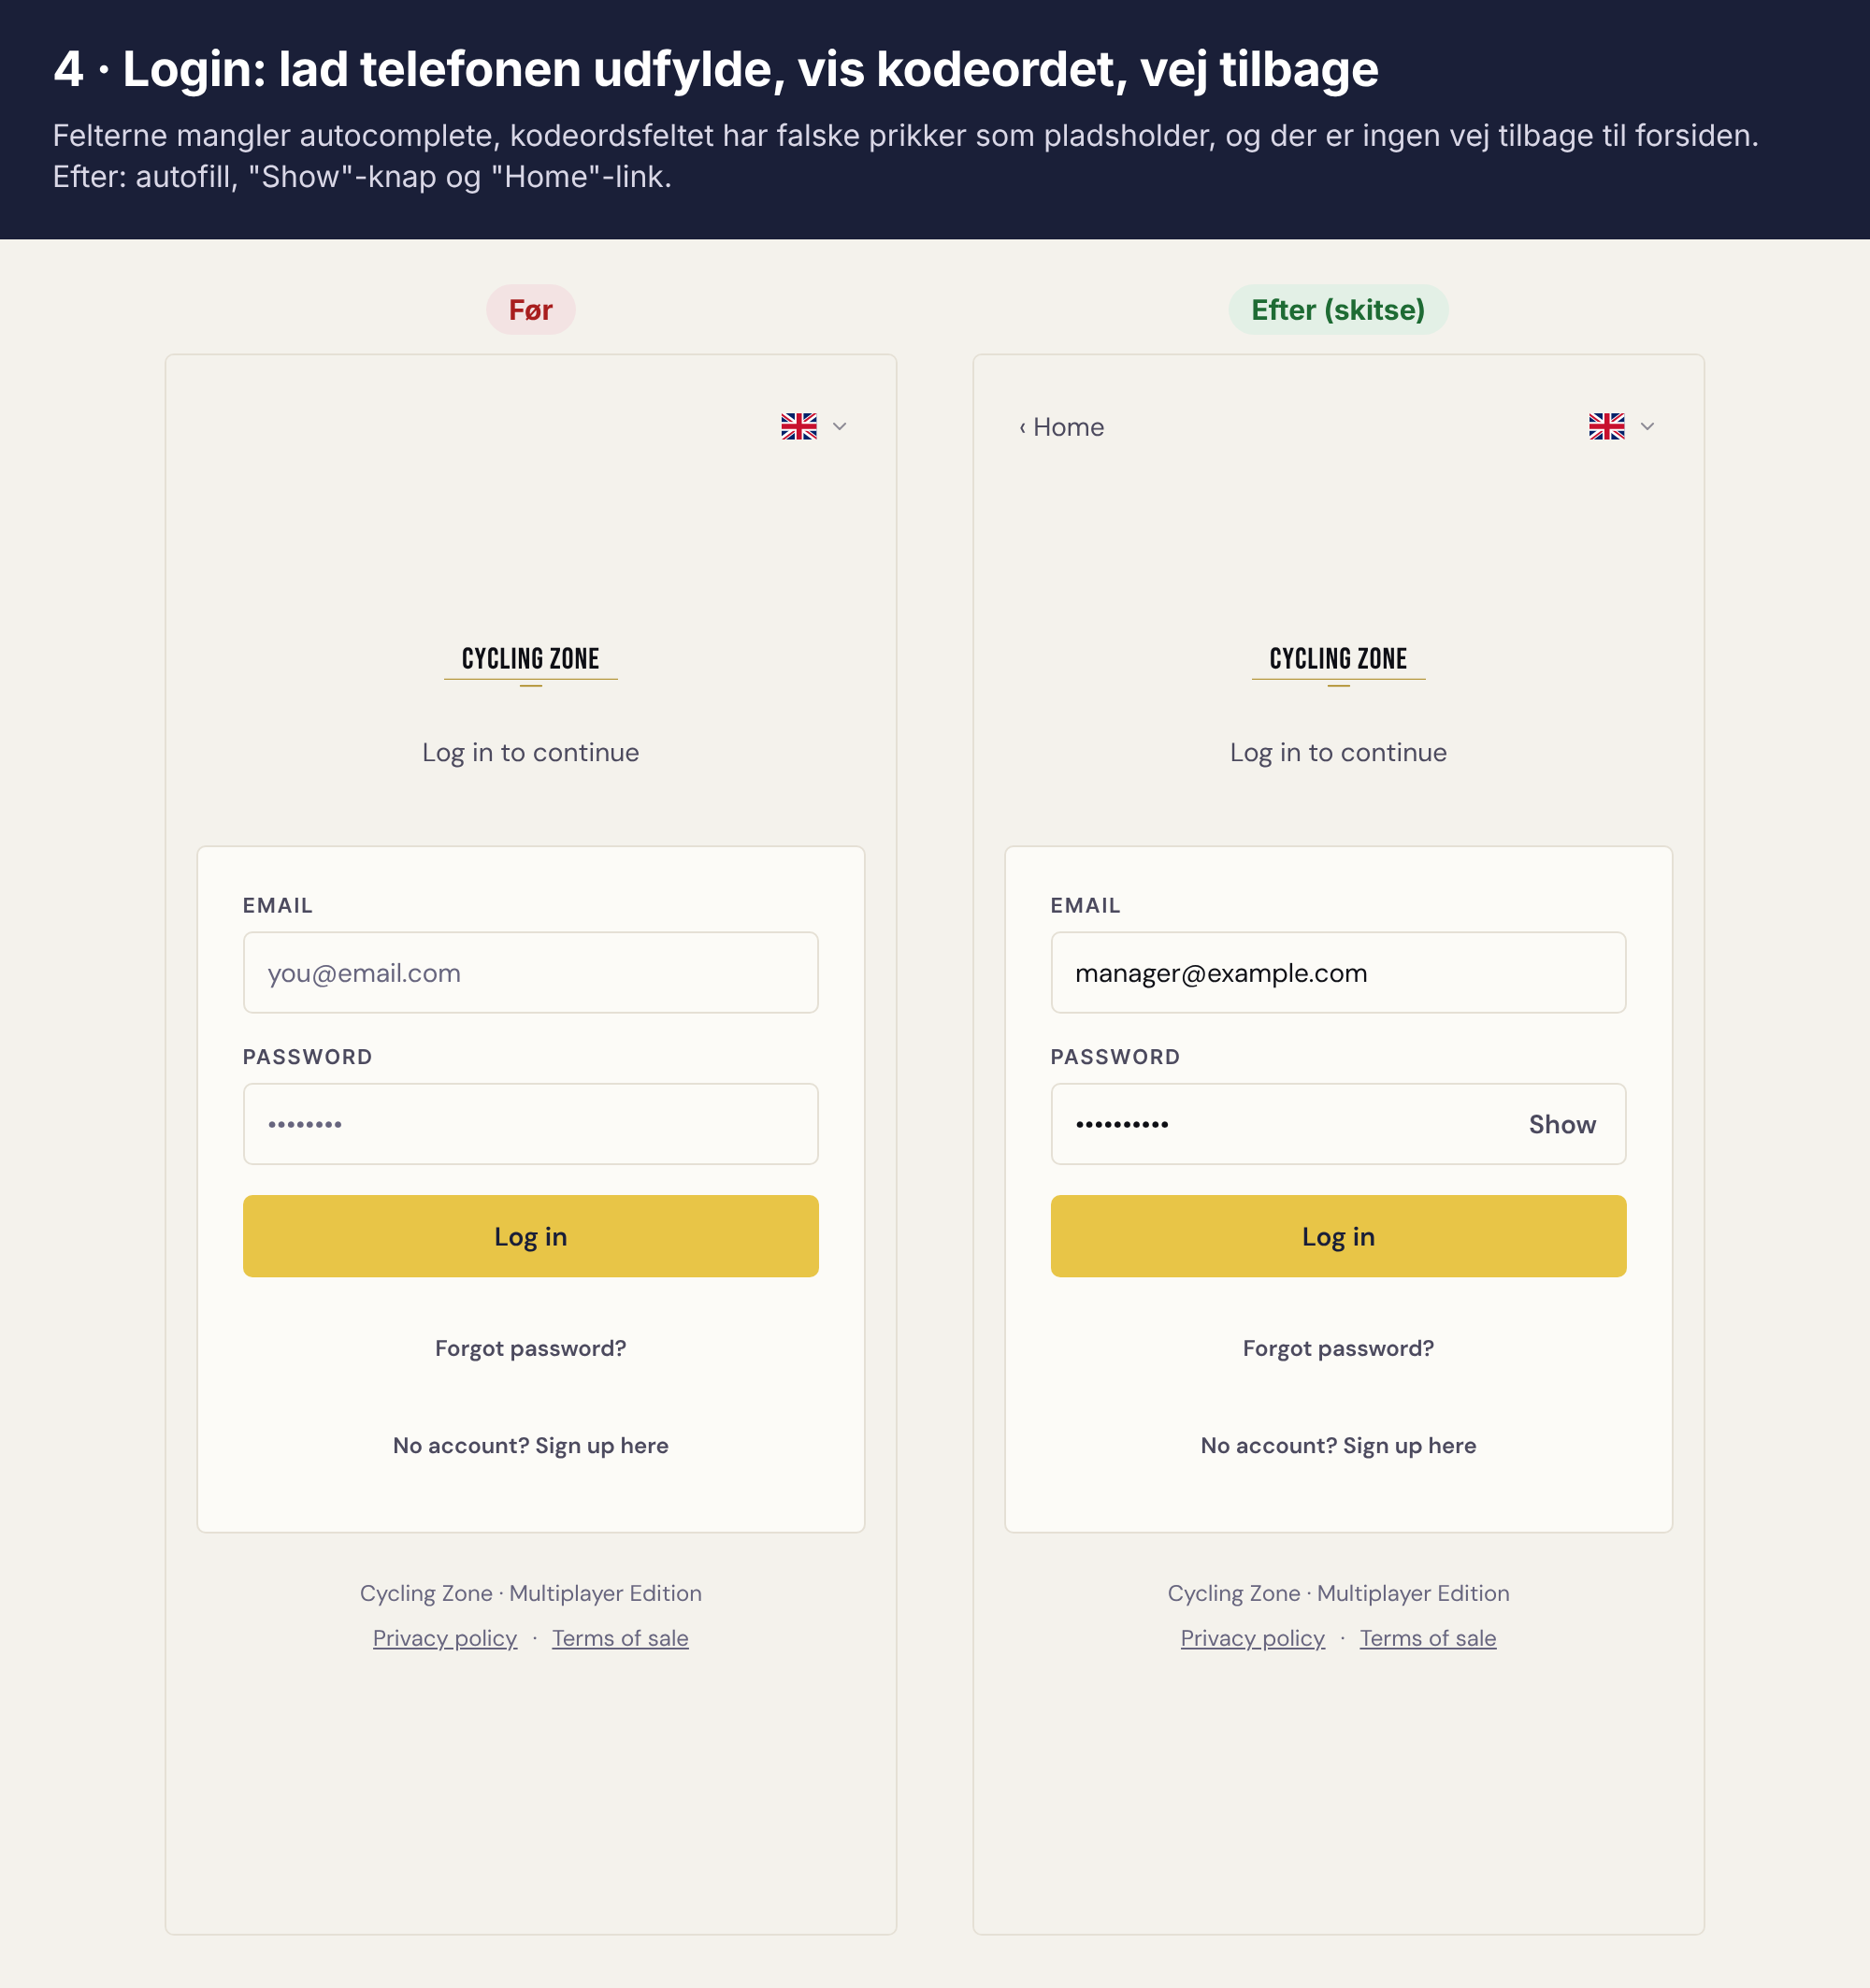 4 · Login: lad telefonen udfylde, vis kodeordet, vej tilbage
Felterne mangler autocomplete, kodeordsfeltet har falske prikker som pladsholder, og der er ingen vej tilbage til forsiden.
Efter: autofill, "Show"-knap og "Home"-link.
Før
CYCLING ZONE
Log in to continue
EMAIL
you@email.com
PASSWORD
••••••••
Log in
Forgot password?
No account? Sign up here
Cycling Zone · Multiplayer Edition
Privacy policy · Terms of sale
Efter (skitse)
‹ Home
CYCLING ZONE
Log in to continue
EMAIL
manager@example.com
PASSWORD
•••••••••• Show
Log in
Forgot password?
No account? Sign up here
Cycling Zone · Multiplayer Edition
Privacy policy · Terms of sale